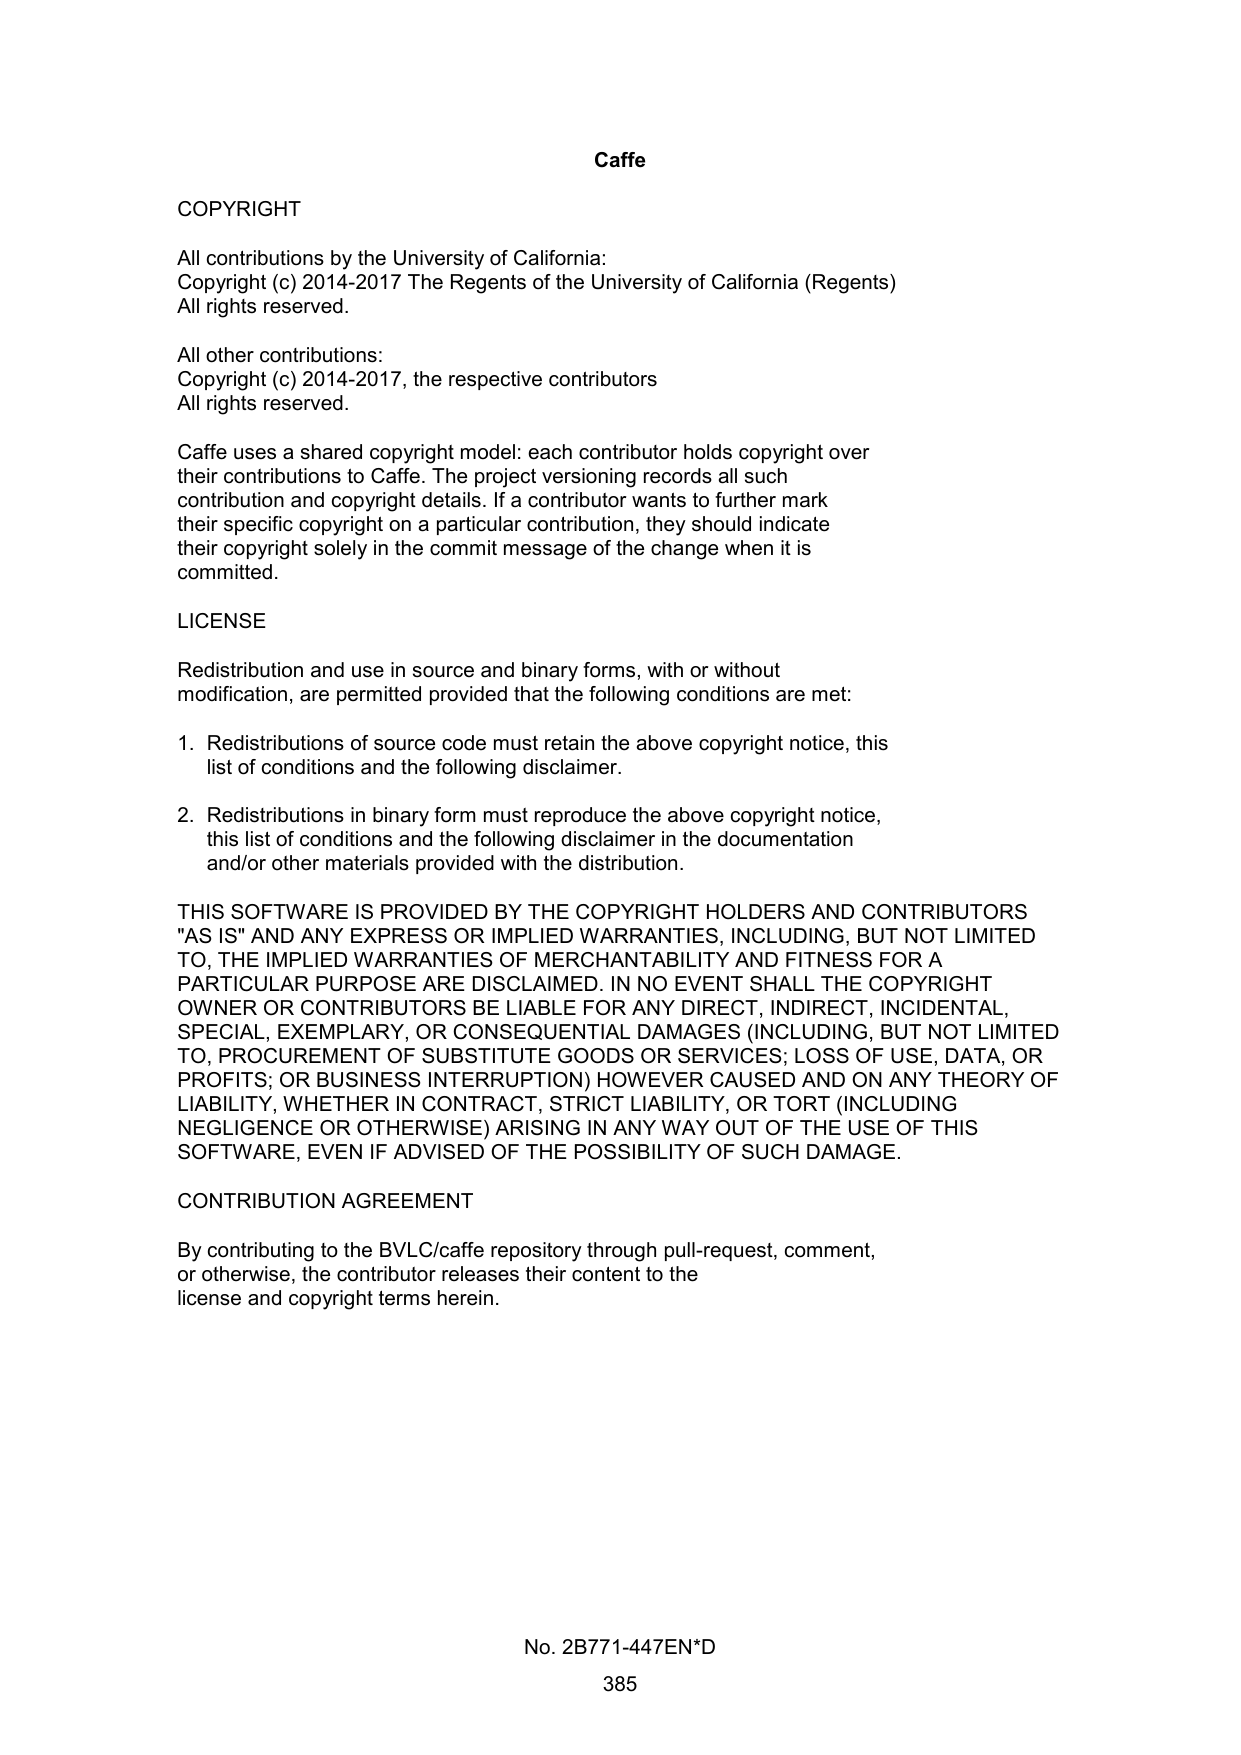 Caffe
COPYRIGHT
All contributions by the University of California:
Copyright (c) 2014-2017 The Regents of the University of California (Regents)
All rights reserved.
All other contributions:
Copyright (c) 2014-2017, the respective contributors
All rights reserved.
Caffe uses a shared copyright model: each contributor holds copyright over
their contributions to Caffe. The project versioning records all such
contribution and copyright details. If a contributor wants to further mark
their specific copyright on a particular contribution, they should indicate
their copyright solely in the commit message of the change when it is
committed.
LICENSE
Redistribution and use in source and binary forms, with or without
modification, are permitted provided that the following conditions are met:
1. Redistributions of source code must retain the above copyright notice, this
list of conditions and the following disclaimer.
2. Redistributions in binary form must reproduce the above copyright notice,
this list of conditions and the following disclaimer in the documentation
and/or other materials provided with the distribution.
THIS SOFTWARE IS PROVIDED BY THE COPYRIGHT HOLDERS AND CONTRIBUTORS
"AS IS" AND ANY EXPRESS OR IMPLIED WARRANTIES, INCLUDING, BUT NOT LIMITED
TO, THE IMPLIED WARRANTIES OF MERCHANTABILITY AND FITNESS FOR A
PARTICULAR PURPOSE ARE DISCLAIMED. IN NO EVENT SHALL THE COPYRIGHT
OWNER OR CONTRIBUTORS BE LIABLE FOR ANY DIRECT, INDIRECT, INCIDENTAL,
SPECIAL, EXEMPLARY, OR CONSEQUENTIAL DAMAGES (INCLUDING, BUT NOT LIMITED
TO, PROCUREMENT OF SUBSTITUTE GOODS OR SERVICES; LOSS OF USE, DATA, OR
PROFITS; OR BUSINESS INTERRUPTION) HOWEVER CAUSED AND ON ANY THEORY OF
LIABILITY, WHETHER IN CONTRACT, STRICT LIABILITY, OR TORT (INCLUDING
NEGLIGENCE OR OTHERWISE) ARISING IN ANY WAY OUT OF THE USE OF THIS
SOFTWARE, EVEN IF ADVISED OF THE POSSIBILITY OF SUCH DAMAGE.
CONTRIBUTION AGREEMENT
By contributing to the BVLC/caffe repository through pull-request, comment,
or otherwise, the contributor releases their content to the
license and copyright terms herein.
No. 2B771-447EN*D
385